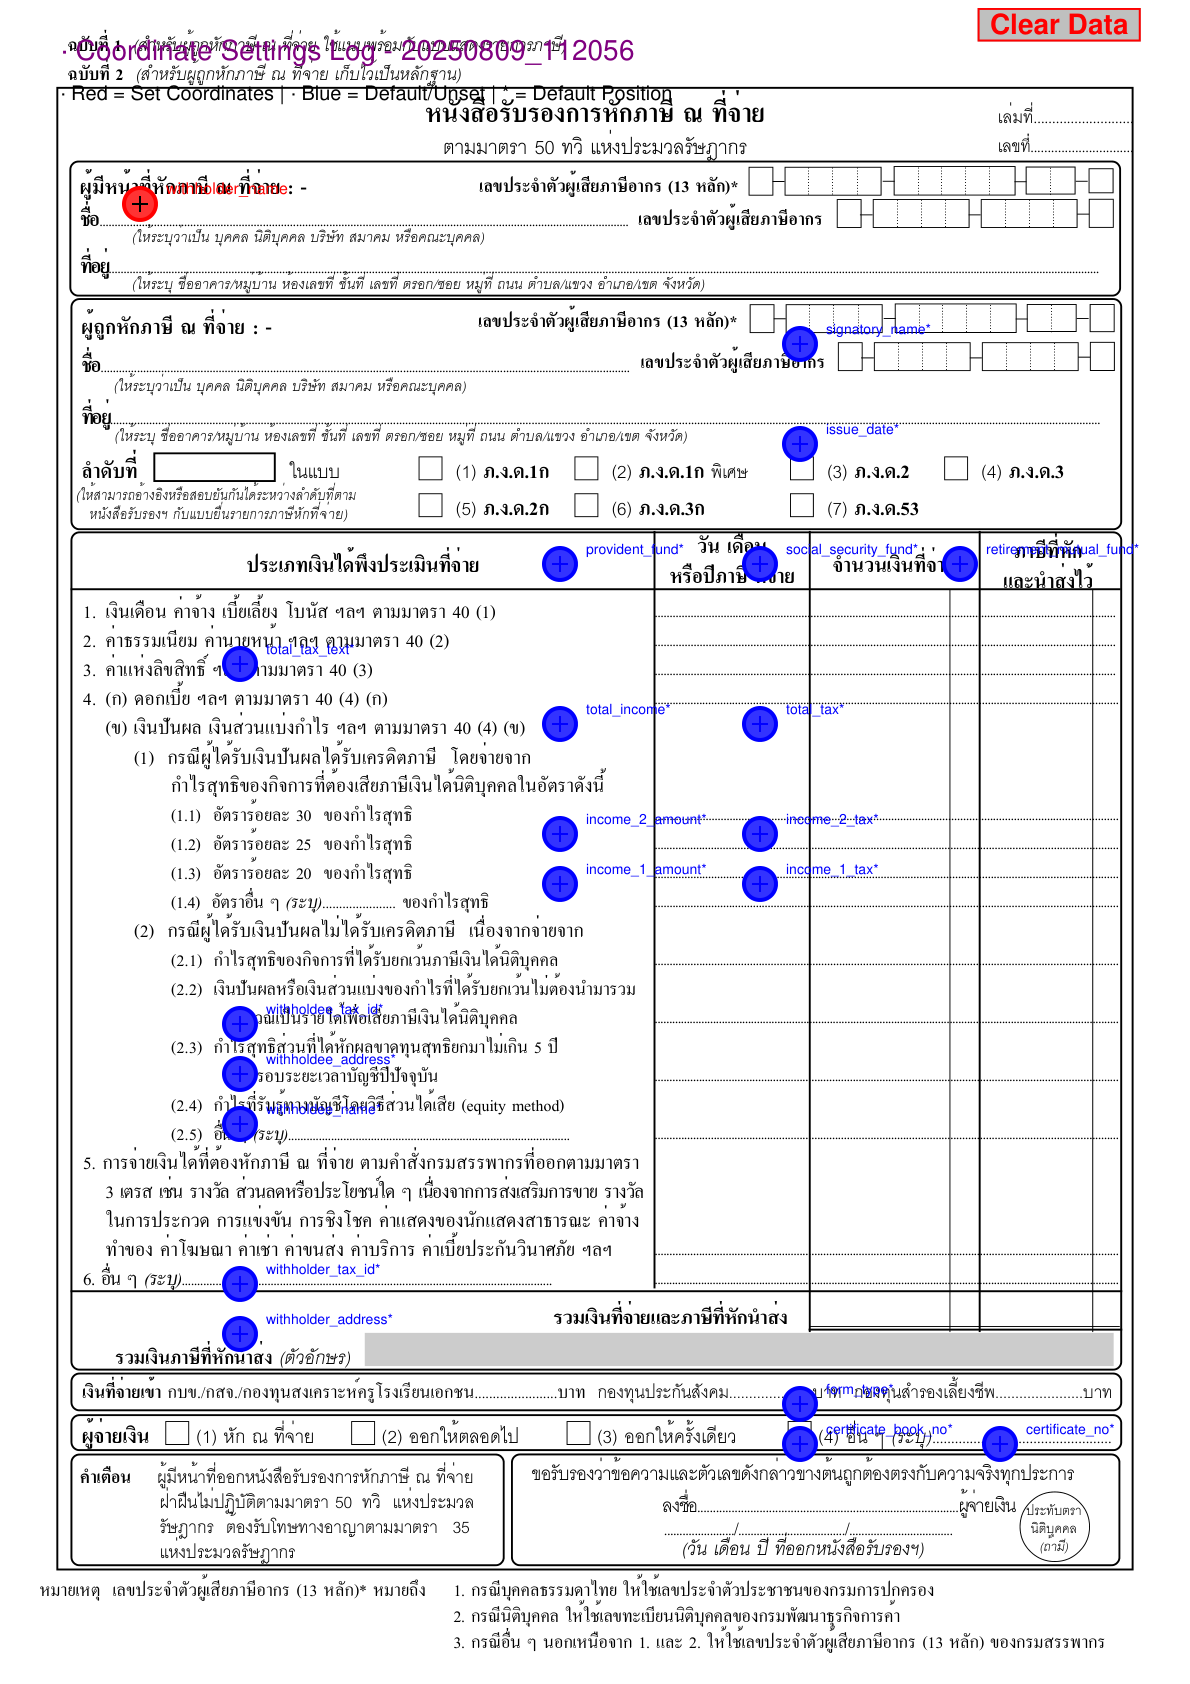 Clear Data
ฉบับที่ 1 (สำหรับผู้ถูกหักภาษี ณ ที่จ่าย ใช้แนบพร้อมกับแบบแสดงรายการภาษี)
· Coordinate Settings Log - 20250809_112056
ฉบับที่ 2 (สำหรับผู้ถูกหักภาษี ณ ที่จ่าย เก็บไว้เป็นหลักฐาน)
· Red = Set Coordinates | · Blue = Default/Unset | * = Default Position
หนังสือรับรองการหักภาษี ณ ที่จ่าย
เล่มที่
ตามมาตรา 50 ทวิ แห่งประมวลรัษฎากร
เลขที่
ผู้มีหน้าที่หักภาษี ณ ที่จ่าย : - เลขประจำตัวผู้เสียภาษีอากร (13 หลัก)*
withholder_name
ชื่อ เลขประจำตัวผู้เสียภาษีอากร
(ให้ระบุว่าเป็น บุคคล นิติบุคคล บริษัท สมาคม หรือคณะบุคคล)
ที่อยู่
(ให้ระบุ ชื่ออาคาร/หมู่บ้าน ห้องเลขที่ ชั้นที่ เลขที่ ตรอก/ซอย หมู่ที่ ถนน ตำบล/แขวง อำเภอ/เขต จังหวัด)
ผู้ถูกหักภาษี ณ ที่จ่าย : - เลขประจำตัวผู้เสียภาษีอากร (13 หลัก)*
signatory_name*
ชื่อ เลขประจำตัวผู้เสียภาษีอากร
(ให้ระบุว่าเป็น บุคคล นิติบุคคล บริษัท สมาคม หรือคณะบุคคล)
ที่อยู่
(ให้ระบุ ชื่ออาคาร/หมู่บ้าน ห้องเลขที่ ชั้นที่ เลขที่ ตรอก/ซอย หมู่ที่ ถนน ตำบล/แขวง อำเภอ/เขต จังหวัด)
issue_date*
ลำดับที่ ในแบบ (1) ภ.ง.ด.1ก (2) ภ.ง.ด.1ก พิเศษ (3) ภ.ง.ด.2 (4) ภ.ง.ด.3
(ให้สามารถอ้างอิงหรือสอบยันกันได้ระหว่างลำดับที่ตาม
หนังสือรับรองฯ กับแบบยื่นรายการภาษีหักที่จ่าย) (5) ภ.ง.ด.2ก (6) ภ.ง.ด.3ก (7) ภ.ง.ด.53
ประเภทเงินได้พึงประเมินที่จ่าย วัน เดือน หรือปีภาษี ที่จ่าย จำนวนเงินที่จ่าย ภาษีที่หัก และนำส่งไว้
provident_fund* social_security_fund* retirement_mutual_fund*
1. เงินเดือน ค่าจ้าง เบี้ยเลี้ยง โบนัส ฯลฯ ตามมาตรา 40 (1)
2. ค่าธรรมเนียม ค่านายหน้า ฯลฯ ตามมาตรา 40 (2)
total_tax_text*
3. ค่าแห่งลิขสิทธิ์ ฯลฯ ตามมาตรา 40 (3)
4. (ก) ดอกเบี้ย ฯลฯ ตามมาตรา 40 (4) (ก)
total_income* total_tax*
(ข) เงินปันผล เงินส่วนแบ่งกำไร ฯลฯ ตามมาตรา 40 (4) (ข)
(1) กรณีผู้ได้รับเงินปันผลได้รับเครดิตภาษี โดยจ่ายจาก
กำไรสุทธิของกิจการที่ต้องเสียภาษีเงินได้นิติบุคคลในอัตราดังนี้
(1.1) อัตราร้อยละ 30 ของกำไรสุทธิ
income_2_amount* income_2_tax*
(1.2) อัตราร้อยละ 25 ของกำไรสุทธิ
(1.3) อัตราร้อยละ 20 ของกำไรสุทธิ
income_1_amount* income_1_tax*
(1.4) อัตราอื่น ๆ (ระบุ) ของกำไรสุทธิ
(2) กรณีผู้ได้รับเงินปันผลไม่ได้รับเครดิตภาษี เนื่องจากจ่ายจาก
(2.1) กำไรสุทธิของกิจการที่ได้รับยกเว้นภาษีเงินได้นิติบุคคล
(2.2) เงินปันผลหรือเงินส่วนแบ่งของกำไรที่ได้รับยกเว้นไม่ต้องนำมารวม
withholdee_tax_id*
คำนวณเป็นรายได้เพื่อเสียภาษีเงินได้นิติบุคคล
(2.3) กำไรสุทธิส่วนที่ได้หักผลขาดทุนสุทธิยกมาไม่เกิน 5 ปี
withholdee_address*
ก่อนรอบระยะเวลาบัญชีปีปัจจุบัน
(2.4) กำไรที่รับรู้ทางบัญชีโดยวิธีส่วนได้เสีย (equity method)
withholdee_name*
(2.5) อื่น ๆ (ระบุ)
5. การจ่ายเงินได้ที่ต้องหักภาษี ณ ที่จ่าย ตามคำสั่งกรมสรรพากรที่ออกตามมาตรา
3 เตรส เช่น รางวัล ส่วนลดหรือประโยชน์ใด ๆ เนื่องจากการส่งเสริมการขาย รางวัล
ในการประกวด การแข่งขัน การชิงโชค ค่าแสดงของนักแสดงสาธารณะ ค่าจ้าง
ทำของ ค่าโฆษณา ค่าเช่า ค่าขนส่ง ค่าบริการ ค่าเบี้ยประกันวินาศภัย ฯลฯ
withholder_tax_id*
6. อื่น ๆ (ระบุ)
รวมเงินที่จ่ายและภาษีที่หักนำส่ง
withholder_address*
รวมเงินภาษีที่หักนำส่ง (ตัวอักษร)
เงินที่จ่ายเข้า กบข./กสจ./กองทุนสงเคราะห์ครูโรงเรียนเอกชน บาท กองทุนประกันสังคม บาท กองทุนสำรองเลี้ยงชีพ บาท
form_type*
certificate_book_no* certificate_no*
ผู้จ่ายเงิน (1) หัก ณ ที่จ่าย (2) ออกให้ตลอดไป (3) ออกให้ครั้งเดียว (4) อื่น ๆ (ระบุ)
คำเตือน ผู้มีหน้าที่ออกหนังสือรับรองการหักภาษี ณ ที่จ่าย
ฝ่าฝืนไม่ปฏิบัติตามมาตรา 50 ทวิ แห่งประมวล
รัษฎากร ต้องรับโทษทางอาญาตามมาตรา 35
แห่งประมวลรัษฎากร
ขอรับรองว่าข้อความและตัวเลขดังกล่าวข้างต้นถูกต้องตรงกับความจริงทุกประการ
ลงชื่อ ผู้จ่ายเงิน
/ /
(วัน เดือน ปี ที่ออกหนังสือรับรองฯ)
ประทับตรา
นิติบุคคล
(ถ้ามี)
หมายเหตุ เลขประจำตัวผู้เสียภาษีอากร (13 หลัก)* หมายถึง 1. กรณีบุคคลธรรมดาไทย ให้ใช้เลขประจำตัวประชาชนของกรมการปกครอง
2. กรณีนิติบุคคล ให้ใช้เลขทะเบียนนิติบุคคลของกรมพัฒนาธุรกิจการค้า
3. กรณีอื่น ๆ นอกเหนือจาก 1. และ 2. ให้ใช้เลขประจำตัวผู้เสียภาษีอากร (13 หลัก) ของกรมสรรพากร